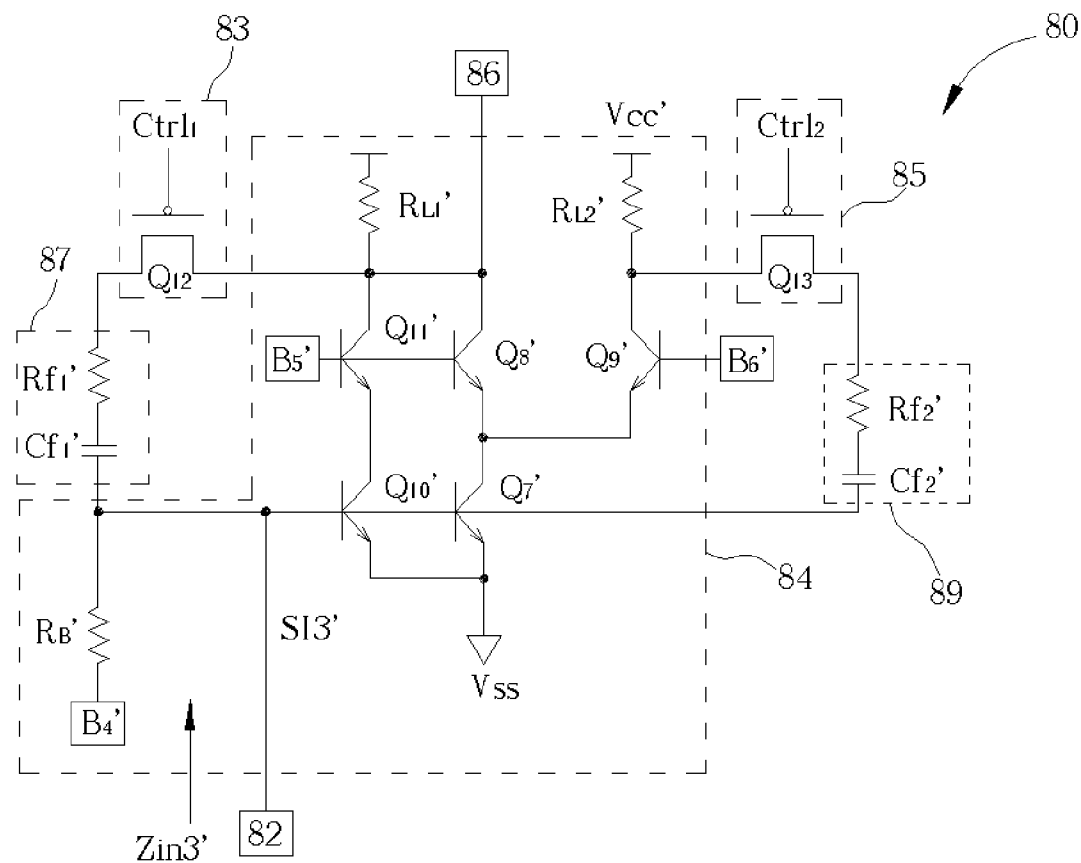 83
80
86
Ctrl1
VCC'
Ctrl2
RL1'
RL2'
85
87
Q12
Q13
Q11'
B5'
Q8'
Q9'
B6'
Rf1'
Rf2'
Cf1'
Cf2'
Q10'
Q7'
84
89
RB'
SI3'
VSS
B4'
82
Zin3'